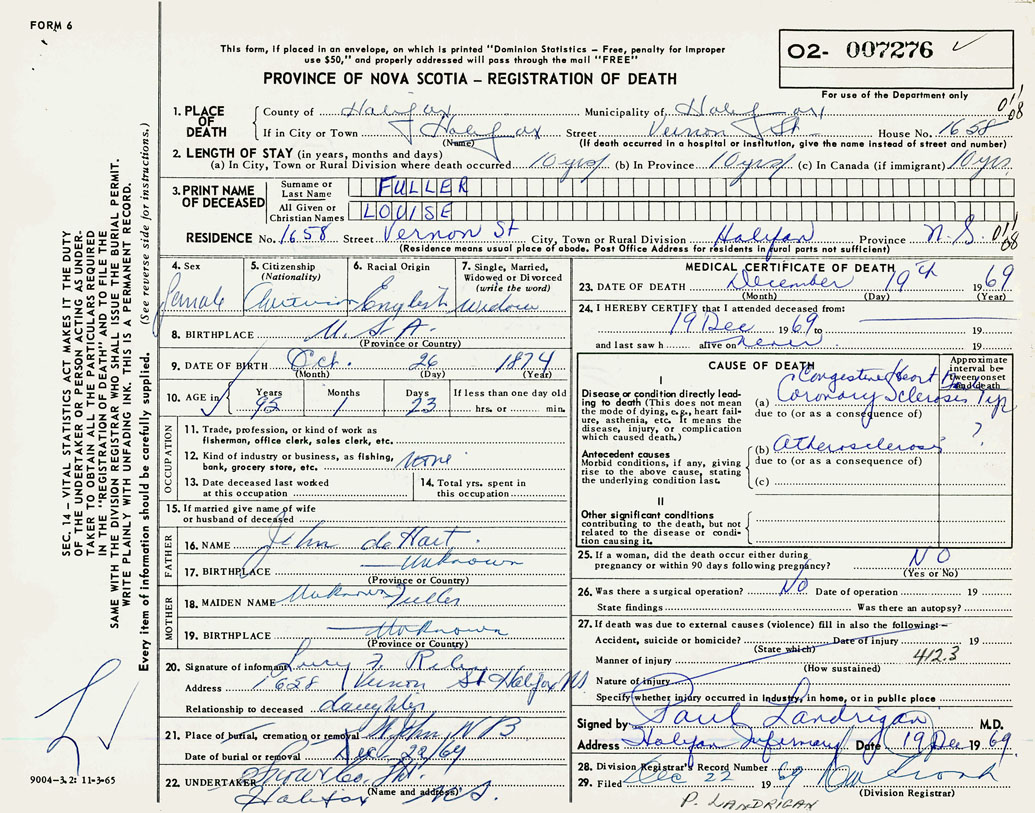 FORM 6
This form, if placed in an envelope, on which is printed "Dominion Statistics – Free, penalty for improper
use $50," and properly addressed will pass through the mail "FREE"
O2- 007276 ✓
PROVINCE OF NOVA SCOTIA – REGISTRATION OF DEATH
For use of the Department only
011
08
1. PLACE OF DEATH
County of Halifax Municipality of Halifax
If in City or Town Halifax Street Vernon St House No. 1658
(Name) (If death occurred in a hospital or institution, give the name instead of street and number)
2. LENGTH OF STAY (in years, months and days)
(a) In City, Town or Rural Division where death occurred 10 yrs (b) In Province 10 yrs (c) In Canada (if immigrant) 10 yrs
3. PRINT NAME OF DECEASED
Surname or Last Name FULLER
All Given or Christian Names LOUISE
RESIDENCE No. 1658 Street Vernon St City, Town or Rural Division Halifax Province N.S
011
08
(Residence means usual place of abode. Post Office Address for residents in rural parts not sufficient)
4. Sex
female
5. Citizenship
(Nationality)
6. Racial Origin
English
7. Single, Married,
Widowed or Divorced
(write the word)
Widow
8. BIRTHPLACE U.S.A.
(Province or Country)
9. DATE OF BIRTH Oct. 26 1874
(Month) (Day) (Year)
10. AGE in
Years Months Days If less than one day old
95 1 23 hrs. or min.
OCCUPATION
11. Trade, profession, or kind of work as
fisherman, office clerk, sales clerk, etc.
12. Kind of industry or business, as fishing,
bank, grocery store, etc. none
13. Date deceased last worked
at this occupation
14. Total yrs. spent in
this occupation
15. If married give name of wife
or husband of deceased
FATHER
16. NAME John deHart
17. BIRTHPLACE Unknown
(Province or Country)
MOTHER
18. MAIDEN NAME Unknown Fuller
19. BIRTHPLACE Unknown
(Province or Country)
20. Signature of informant Lucy F. Riley
Address 1658 Vernon St Halifax NS
Relationship to deceased daughter
21. Place of burial, cremation or removal NB
Date of burial or removal Dec 22/69
22. UNDERTAKER Snow Co.
(Name and address)
Halifax N.S.
MEDICAL CERTIFICATE OF DEATH
23. DATE OF DEATH December 19th 1969
(Month) (Day) (Year)
24. I HEREBY CERTIFY that I attended deceased from:
19 Dec 1969 to 19
and last saw h alive on never 19
CAUSE OF DEATH
Approximate
interval be-
tween onset
and death
I
Disease or condition directly lead-
ing to death (This does not mean
the mode of dying, e.g., heart fail-
ure, asthenia, etc. It means the
disease, injury, or complication
which caused death.)
Congestive Heart
(a) Coronary Sclerosis
due to (or as a consequence of)
Antecedent causes
Morbid conditions, if any, giving
rise to the above cause, stating
the underlying condition last.
(b) Atherosclerosis ?
due to (or as a consequence of)
(c)
II
Other significant conditions
contributing to the death, but not
related to the disease or condi-
tion causing it.
25. If a woman, did the death occur either during
pregnancy or within 90 days following pregnancy? NO
(Yes or No)
26. Was there a surgical operation? NO Date of operation 19
State findings Was there an autopsy?
27. If death was due to external causes (violence) fill in also the following:–
Accident, suicide or homicide? Date of injury 19
(State which)
Manner of injury 412.3
(How sustained)
Nature of injury
Specify whether injury occurred in industry, in home, or in public place
Signed by Paul Landrigan M.D.
Address Halifax Infirmary Date 19 Dec 1969
28. Division Registrar's Record Number
29. Filed Dec 22 1969
(Division Registrar)
P. LANDRIGAN
SEC. 14 – VITAL STATISTICS ACT MAKES IT THE DUTY
OF THE UNDERTAKER OR PERSON ACTING AS UNDER-
TAKER TO OBTAIN ALL THE PARTICULARS REQUIRED
IN THE "REGISTRATION OF DEATH" AND TO FILE THE
SAME WITH THE DIVISION REGISTRAR WHO SHALL ISSUE THE BURIAL PERMIT.
WRITE PLAINLY WITH UNFADING INK. THIS IS A PERMANENT RECORD.
Every item of information should be carefully supplied. (See reverse side for instructions.)
9004-3.2: 11-3-65